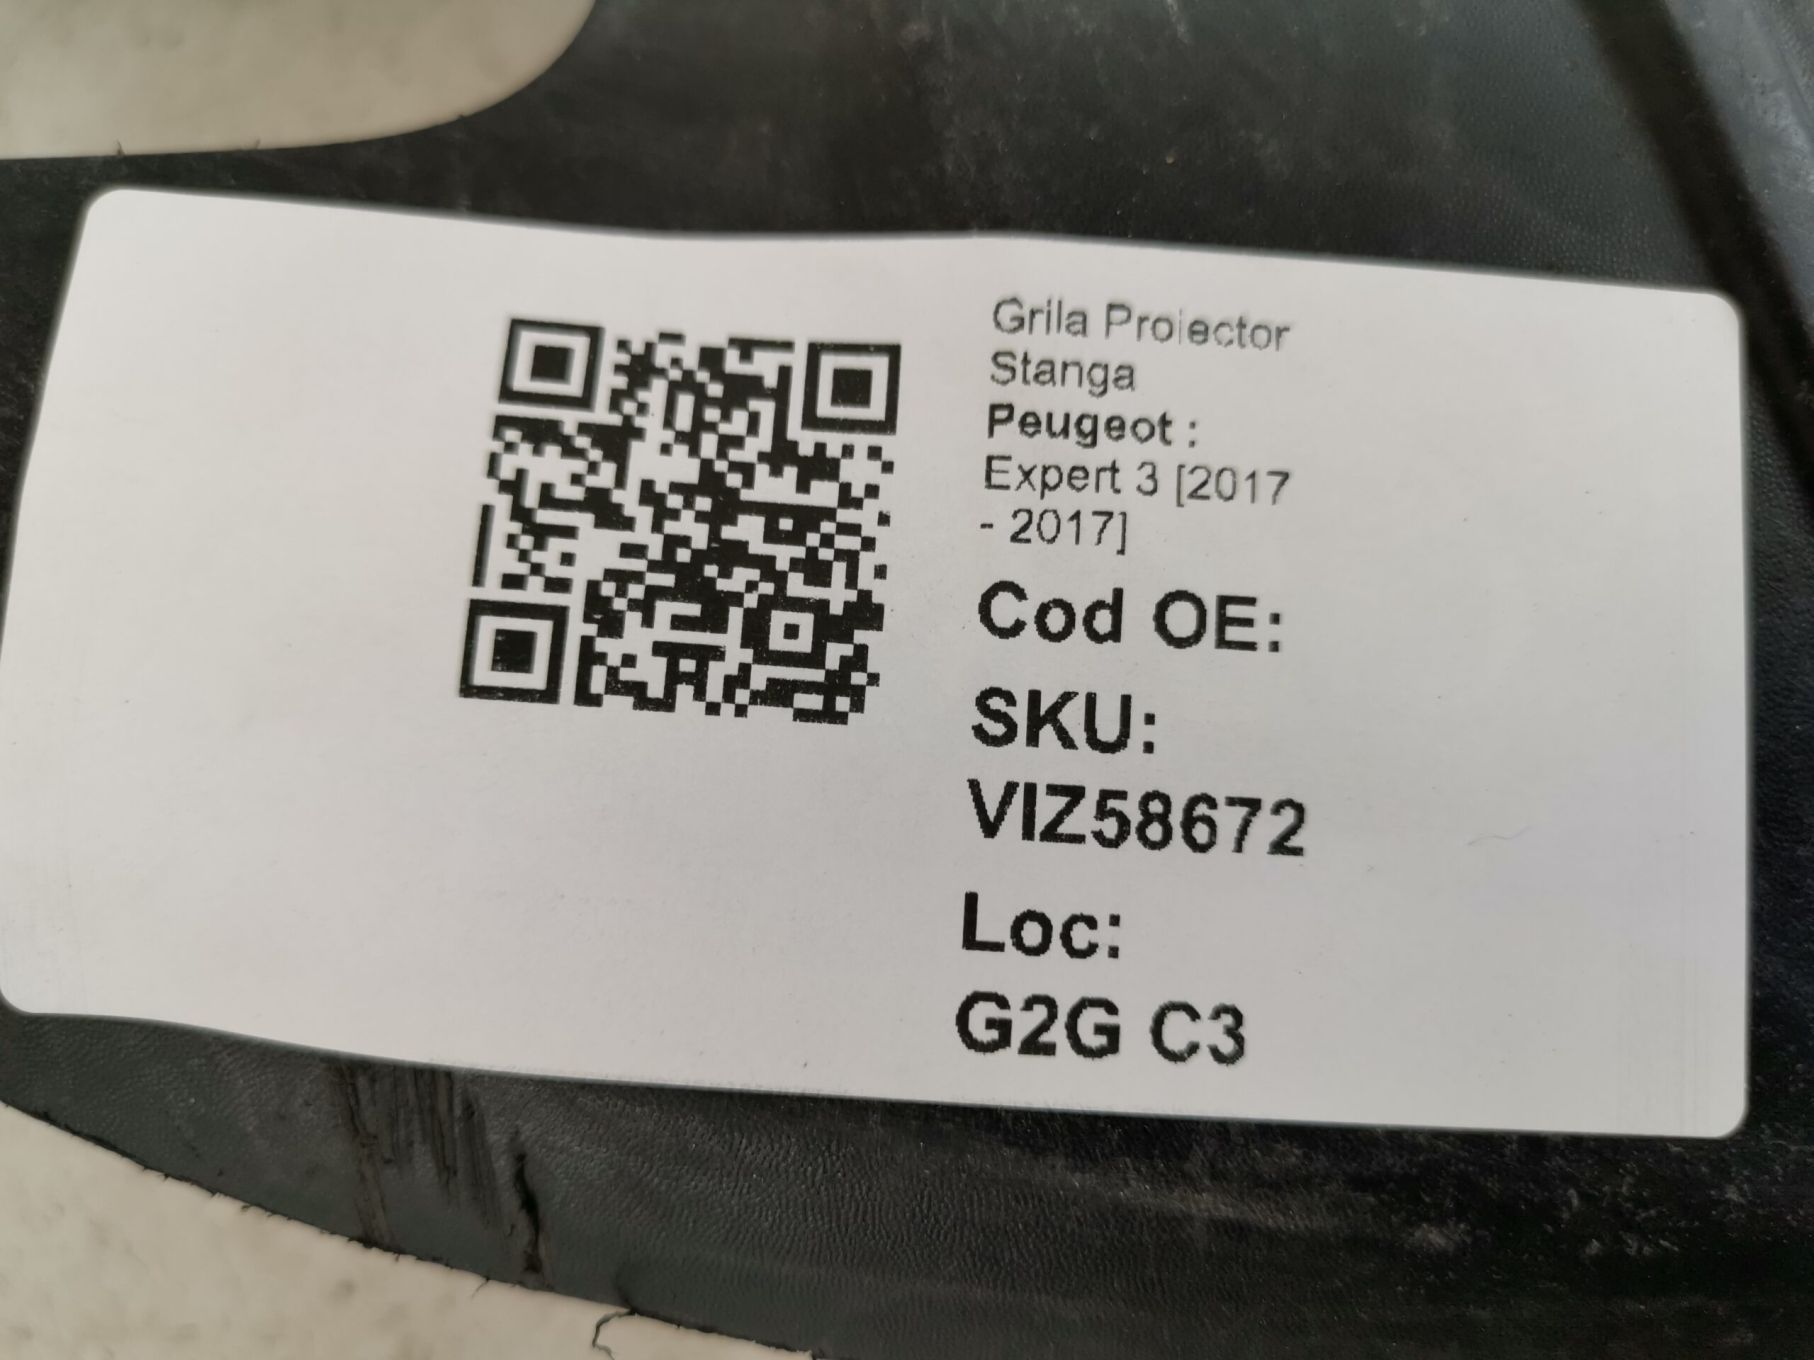 Grila Proiector
Stanga
Peugeot :
Expert 3 [2017
- 2017]
Cod OE:
SKU:
VIZ58672
Loc:
G2G C3